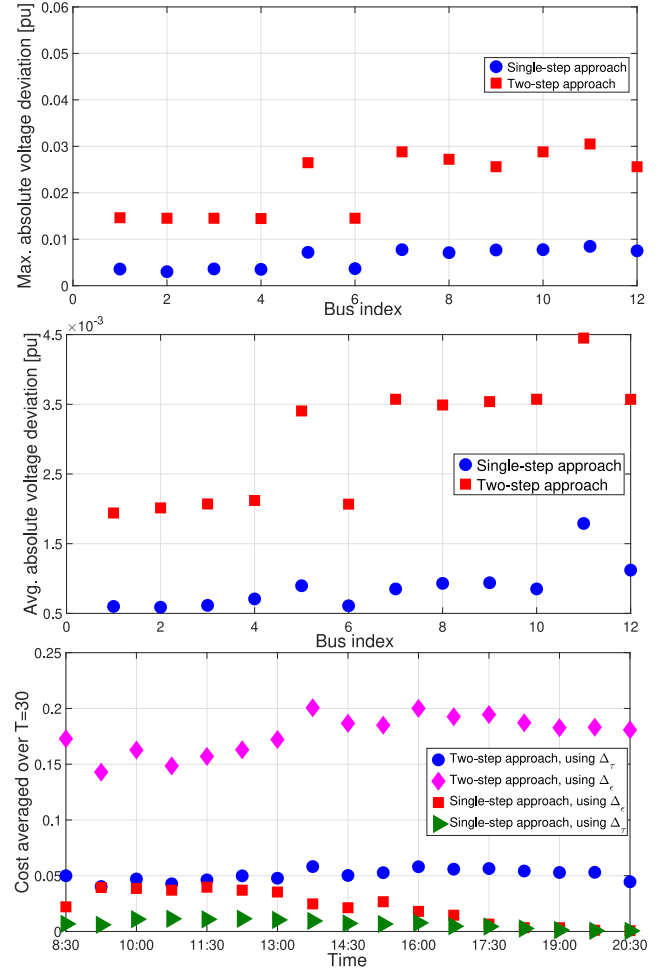 0.06
0.05
0.04
0.03
0.02
0.01
0
Max. absolute voltage deviation [pu]
Single-step approach
Two-step approach
0 2 4 6 8 10 12
Bus index
×10⁻³
4.5
3.5
2.5
1.5
0.5
Avg. absolute voltage deviation [pu]
Single-step approach
Two-step approach
0 2 4 6 8 10 12
Bus index
0.25
0.2
0.15
0.1
0.05
0
Cost averaged over T=30
Two-step approach, using Δ_τ
Two-step approach, using Δ_ϵ
Single-step approach, using Δ_ϵ
Single-step approach, using Δ_τ
8:30 10:00 11:30 13:00 14:30 16:00 17:30 19:00 20:30
Time